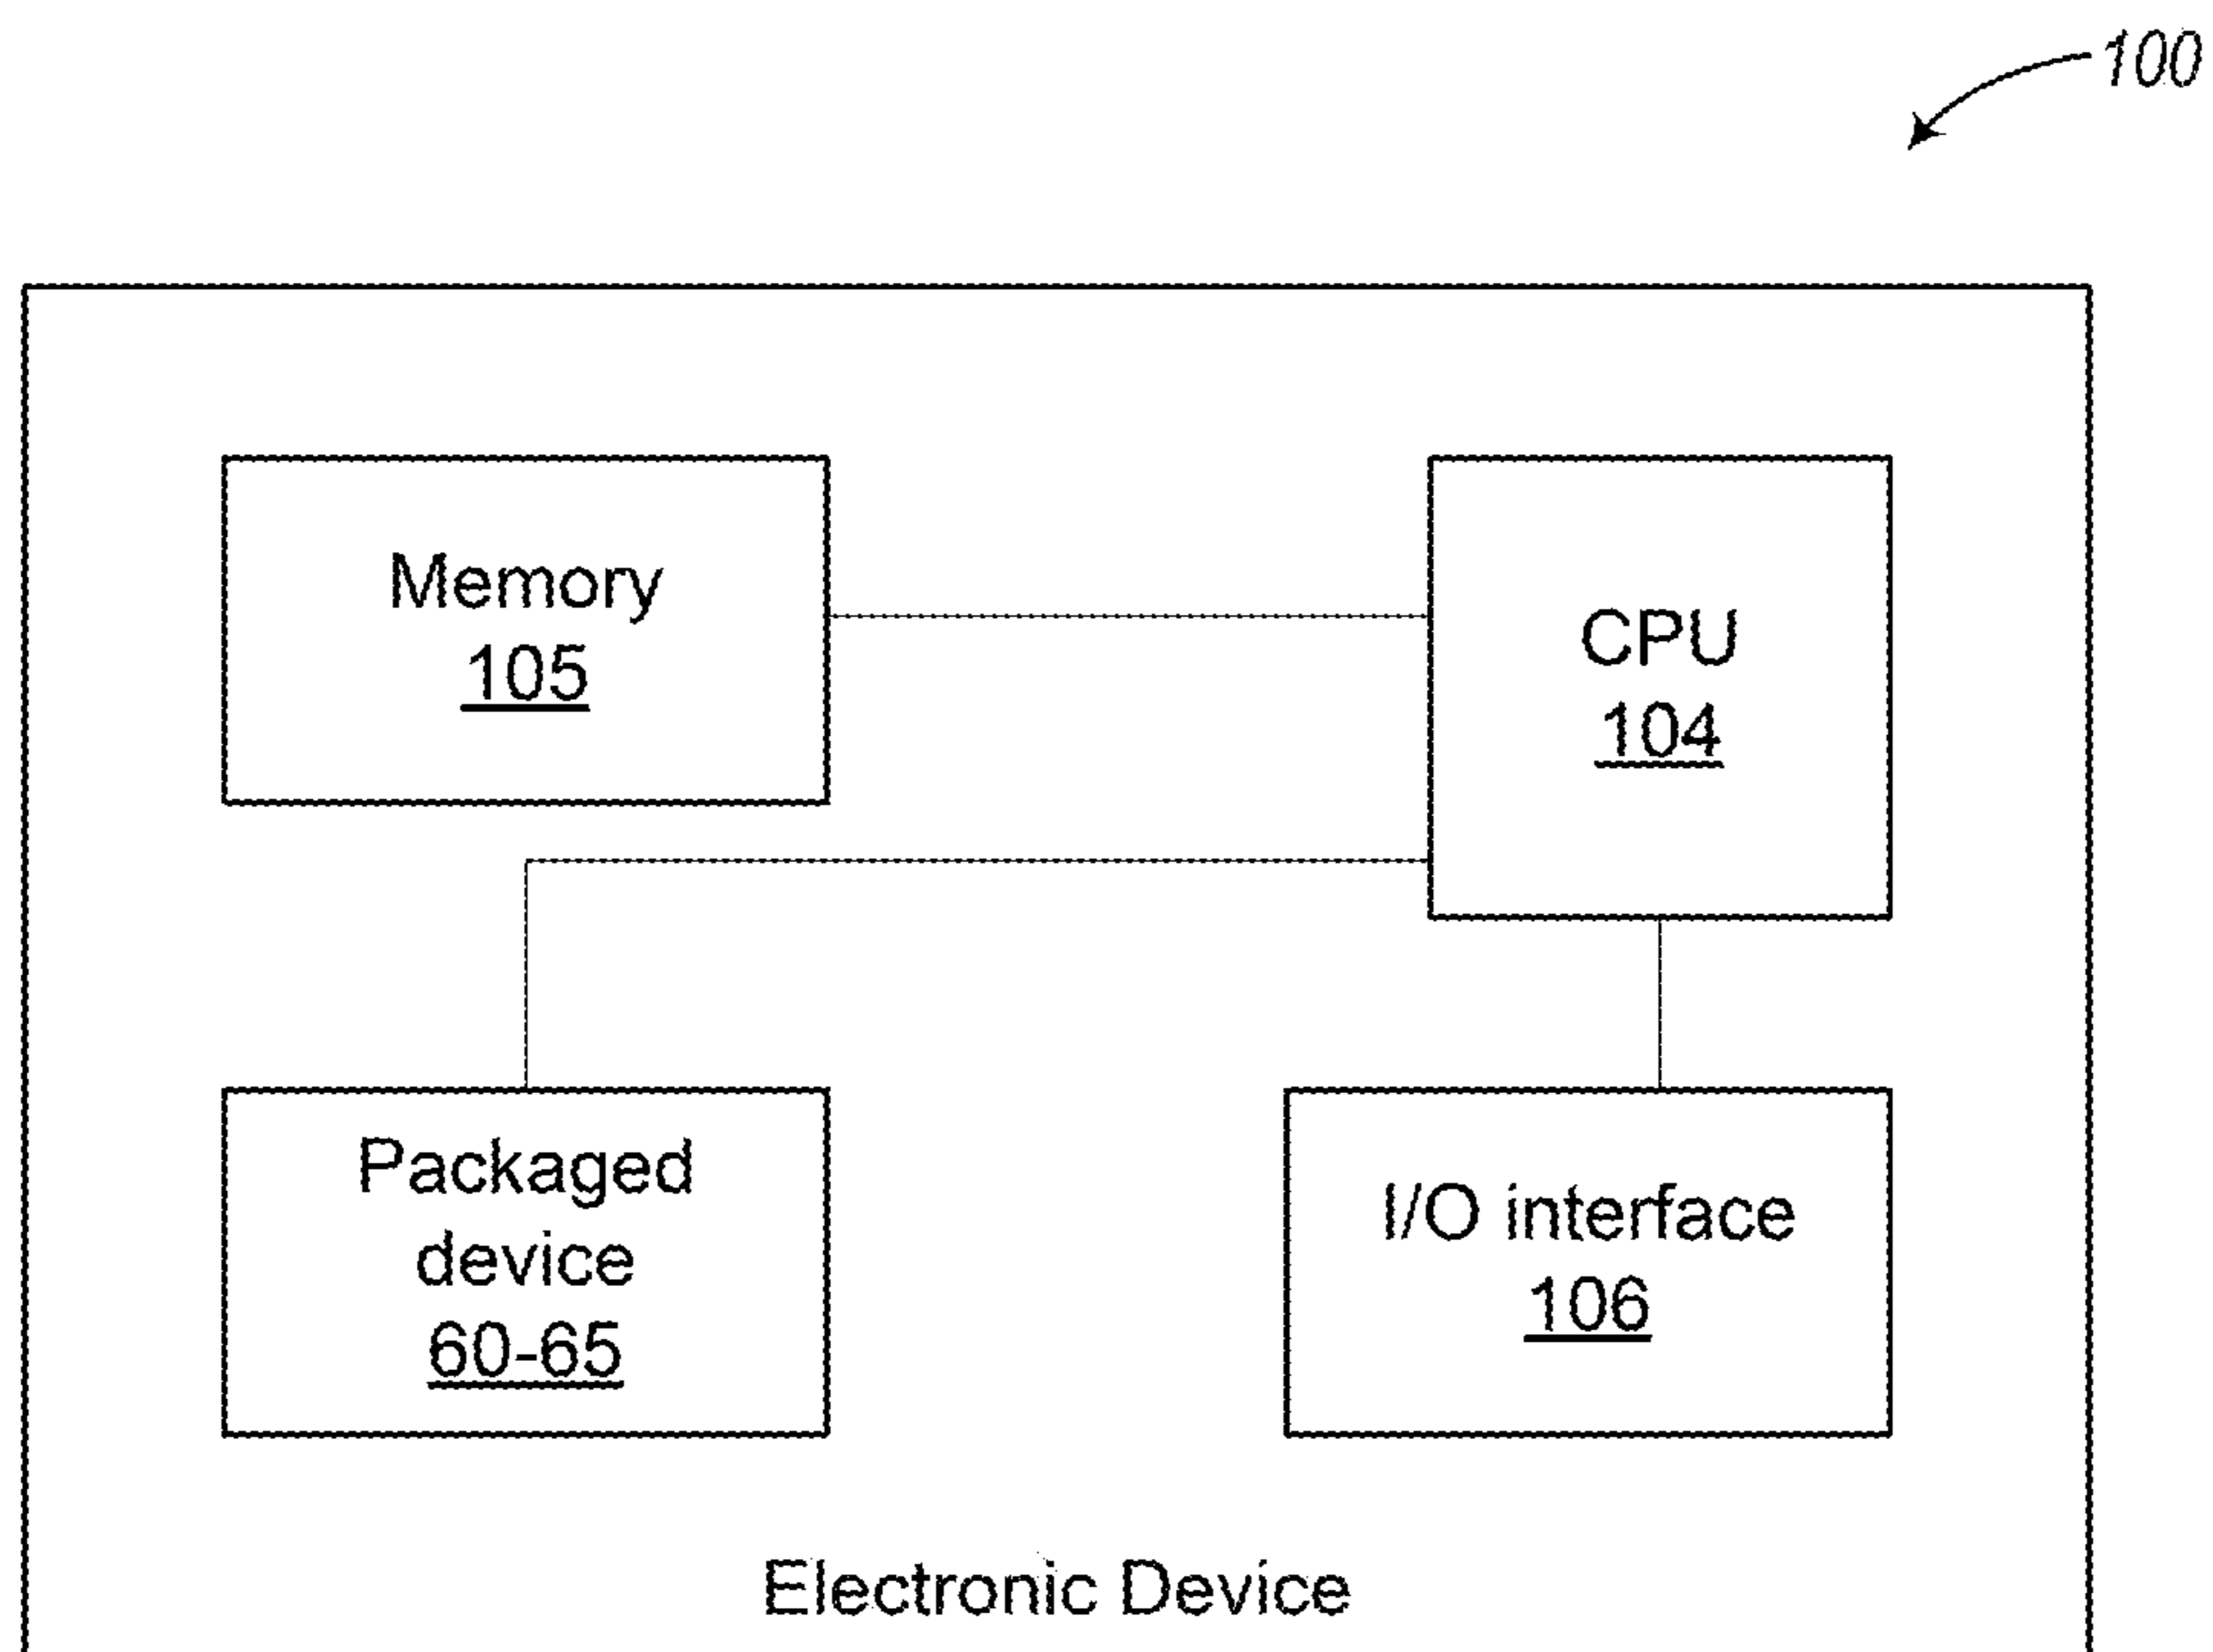 100
Memory
105
CPU
104
Packaged
device
60-65
I/O interface
106
Electronic Device